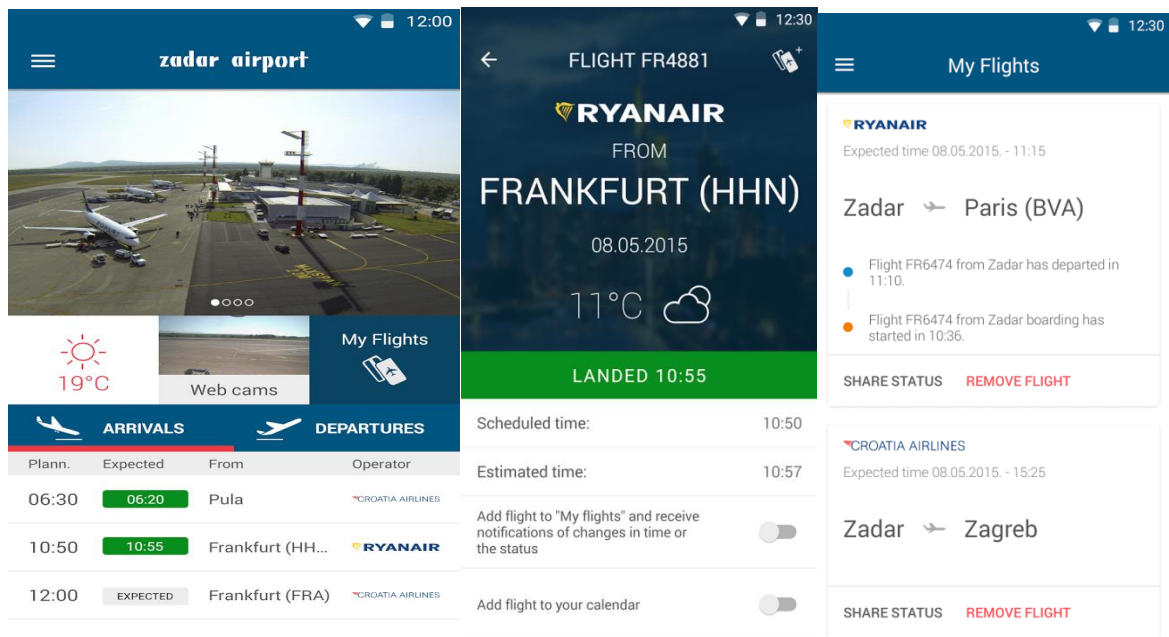 12:00
zadar airport
19°C
Web cams
My Flights
ARRIVALS DEPARTURES
Plann. Expected From Operator
06:30 06:20 Pula CROATIA AIRLINES
10:50 10:55 Frankfurt (HH... RYANAIR
12:00 EXPECTED Frankfurt (FRA) CROATIA AIRLINES
12:30
FLIGHT FR4881
RYANAIR
FROM
FRANKFURT (HHN)
08.05.2015
11°C
LANDED 10:55
Scheduled time: 10:50
Estimated time: 10:57
Add flight to "My flights" and receive
notifications of changes in time or
the status
Add flight to your calendar
12:30
My Flights
RYANAIR
Expected time 08.05.2015. - 11:15
Zadar Paris (BVA)
Flight FR6474 from Zadar has departed in
11:10.
Flight FR6474 from Zadar boarding has
started in 10:36.
SHARE STATUS REMOVE FLIGHT
CROATIA AIRLINES
Expected time 08.05.2015. - 15:25
Zadar Zagreb
SHARE STATUS REMOVE FLIGHT